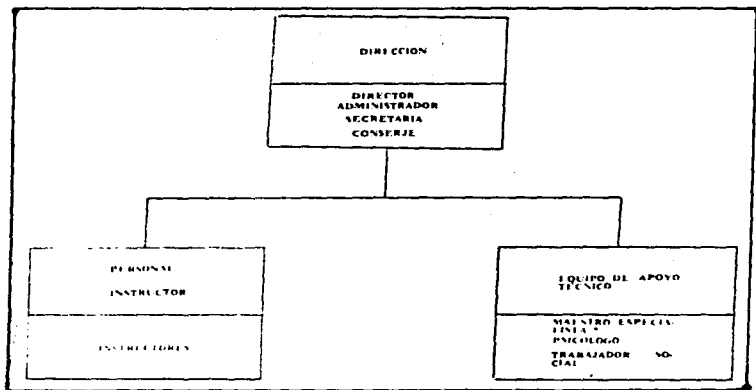 DIRECCION
DIRECTOR
ADMINISTRADOR
SECRETARIA
CONSERJE
PERSONAL
INSTRUCTOR
INSTRUCTORES
EQUIPO DE APOYO
TECNICO
MAESTRO ESPECIA-
LISTA *
PSICOLOGO
TRABAJADOR SO-
CIAL